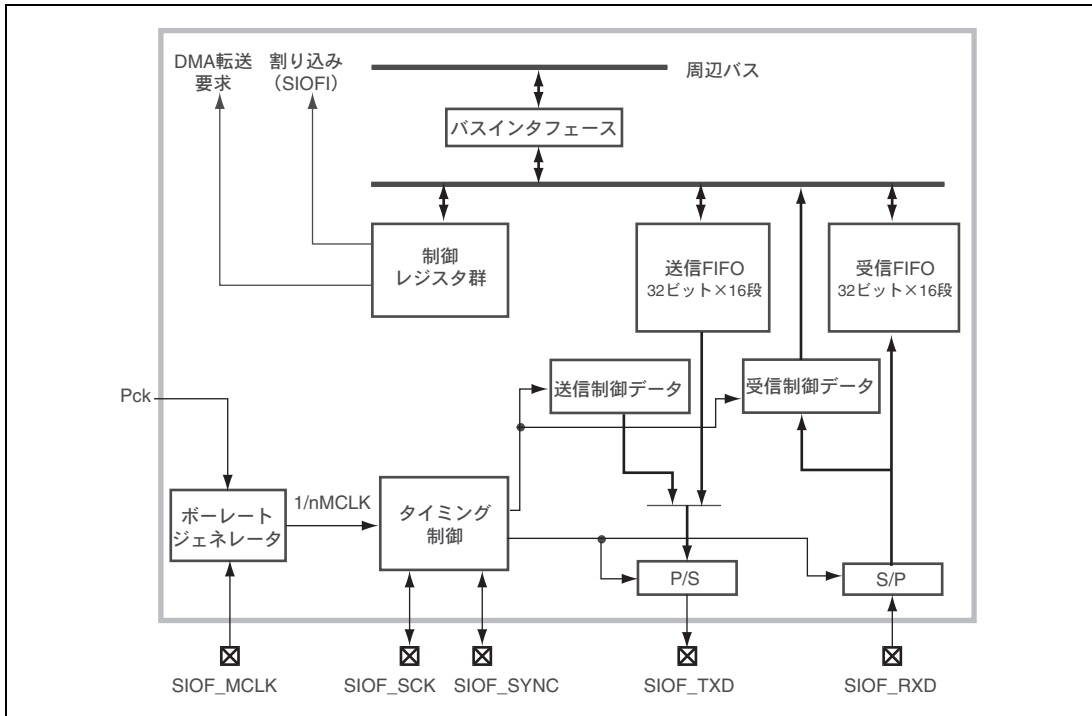 DMA転送
要求
割り込み
（SIOFI）
周辺バス
バスインタフェース
制御
レジスタ群
送信FIFO
32ビット×16段
受信FIFO
32ビット×16段
送信制御データ
受信制御データ
Pck
ボーレート
ジェネレータ
1/nMCLK
タイミング
制御
P/S
S/P
SIOF_MCLK
SIOF_SCK
SIOF_SYNC
SIOF_TXD
SIOF_RXD